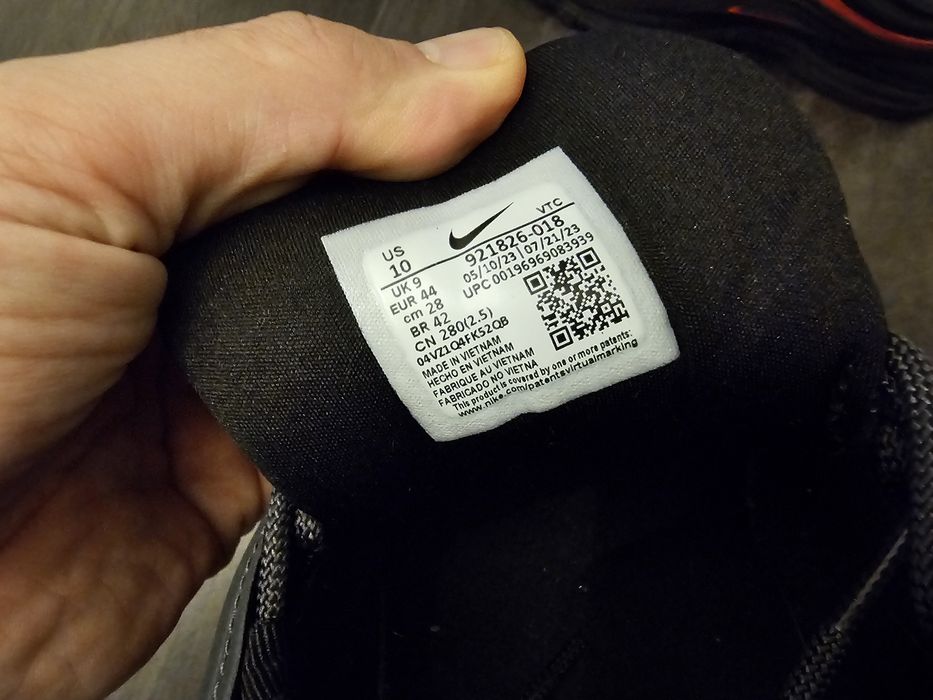 US
10
UK 9
EUR 44
cm 28
BR 42
CN 280(2.5)
04VZ1Q4FK52QB
VTC
921826-018
05/10/23 | 07/21/23
UPC 00196969083939
MADE IN VIETNAM
HECHO EN VIETNAM
FABRIQUE AU VIETNAM
FABRICADO NO VIETNA
This product is covered by one or more patents:
www.nike.com/patentsvirtualmarking